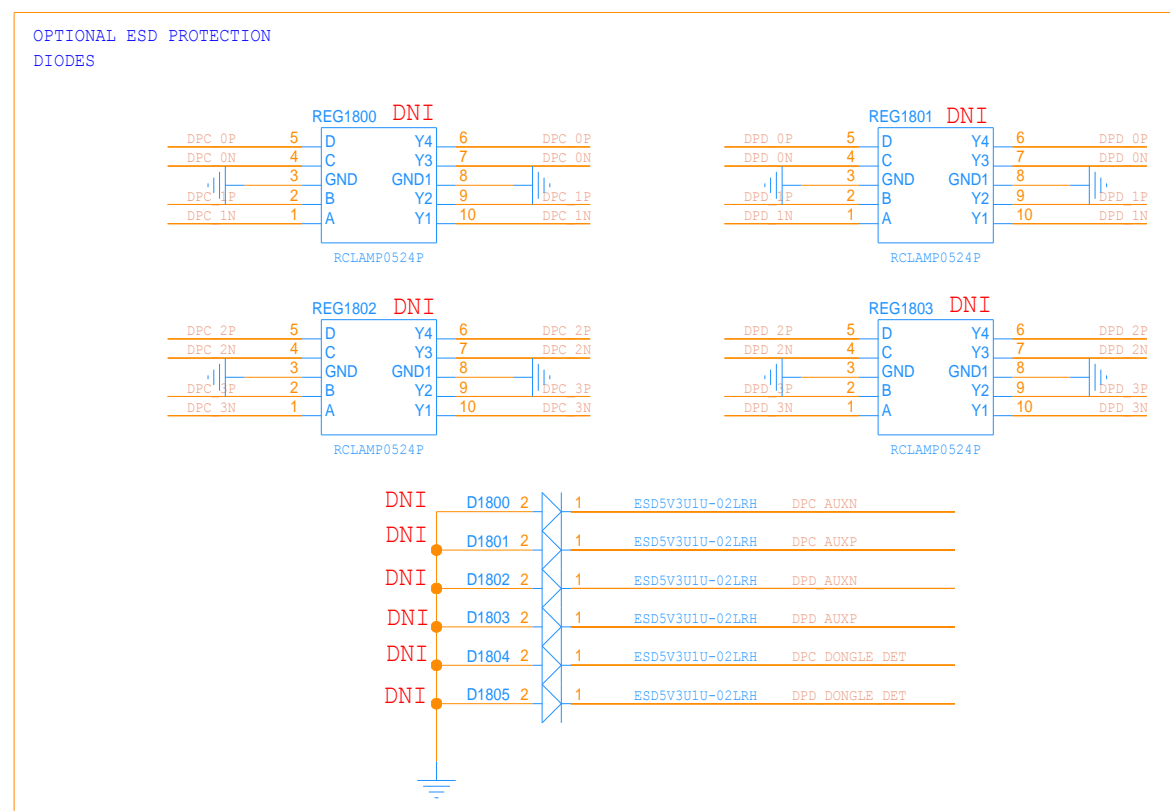 OPTIONAL ESD PROTECTION
DIODES
REG1800 DNI REG1801 DNI
DPC 0P 5 D Y4 6 DPC 0P DPD 0P 5 D Y4 6 DPD 0P
DPC 0N 4 C Y3 7 DPC 0N DPD 0N 4 C Y3 7 DPD 0N
3 GND GND1 8 3 GND GND1 8
DPC 1P 2 B Y2 9 DPC 1P DPD 1P 2 B Y2 9 DPD 1P
DPC 1N 1 A Y1 10 DPC 1N DPD 1N 1 A Y1 10 DPD 1N
RCLAMP0524P RCLAMP0524P
REG1802 DNI REG1803 DNI
DPC 2P 5 D Y4 6 DPC 2P DPD 2P 5 D Y4 6 DPD 2P
DPC 2N 4 C Y3 7 DPC 2N DPD 2N 4 C Y3 7 DPD 2N
3 GND GND1 8 3 GND GND1 8
DPC 3P 2 B Y2 9 DPC 3P DPD 3P 2 B Y2 9 DPD 3P
DPC 3N 1 A Y1 10 DPC 3N DPD 3N 1 A Y1 10 DPD 3N
RCLAMP0524P RCLAMP0524P
DNI D1800 2 1 ESD5V3U1U-02LRH DPC AUXN
DNI D1801 2 1 ESD5V3U1U-02LRH DPC AUXP
DNI D1802 2 1 ESD5V3U1U-02LRH DPD AUXN
DNI D1803 2 1 ESD5V3U1U-02LRH DPD AUXP
DNI D1804 2 1 ESD5V3U1U-02LRH DPC DONGLE DET
DNI D1805 2 1 ESD5V3U1U-02LRH DPD DONGLE DET